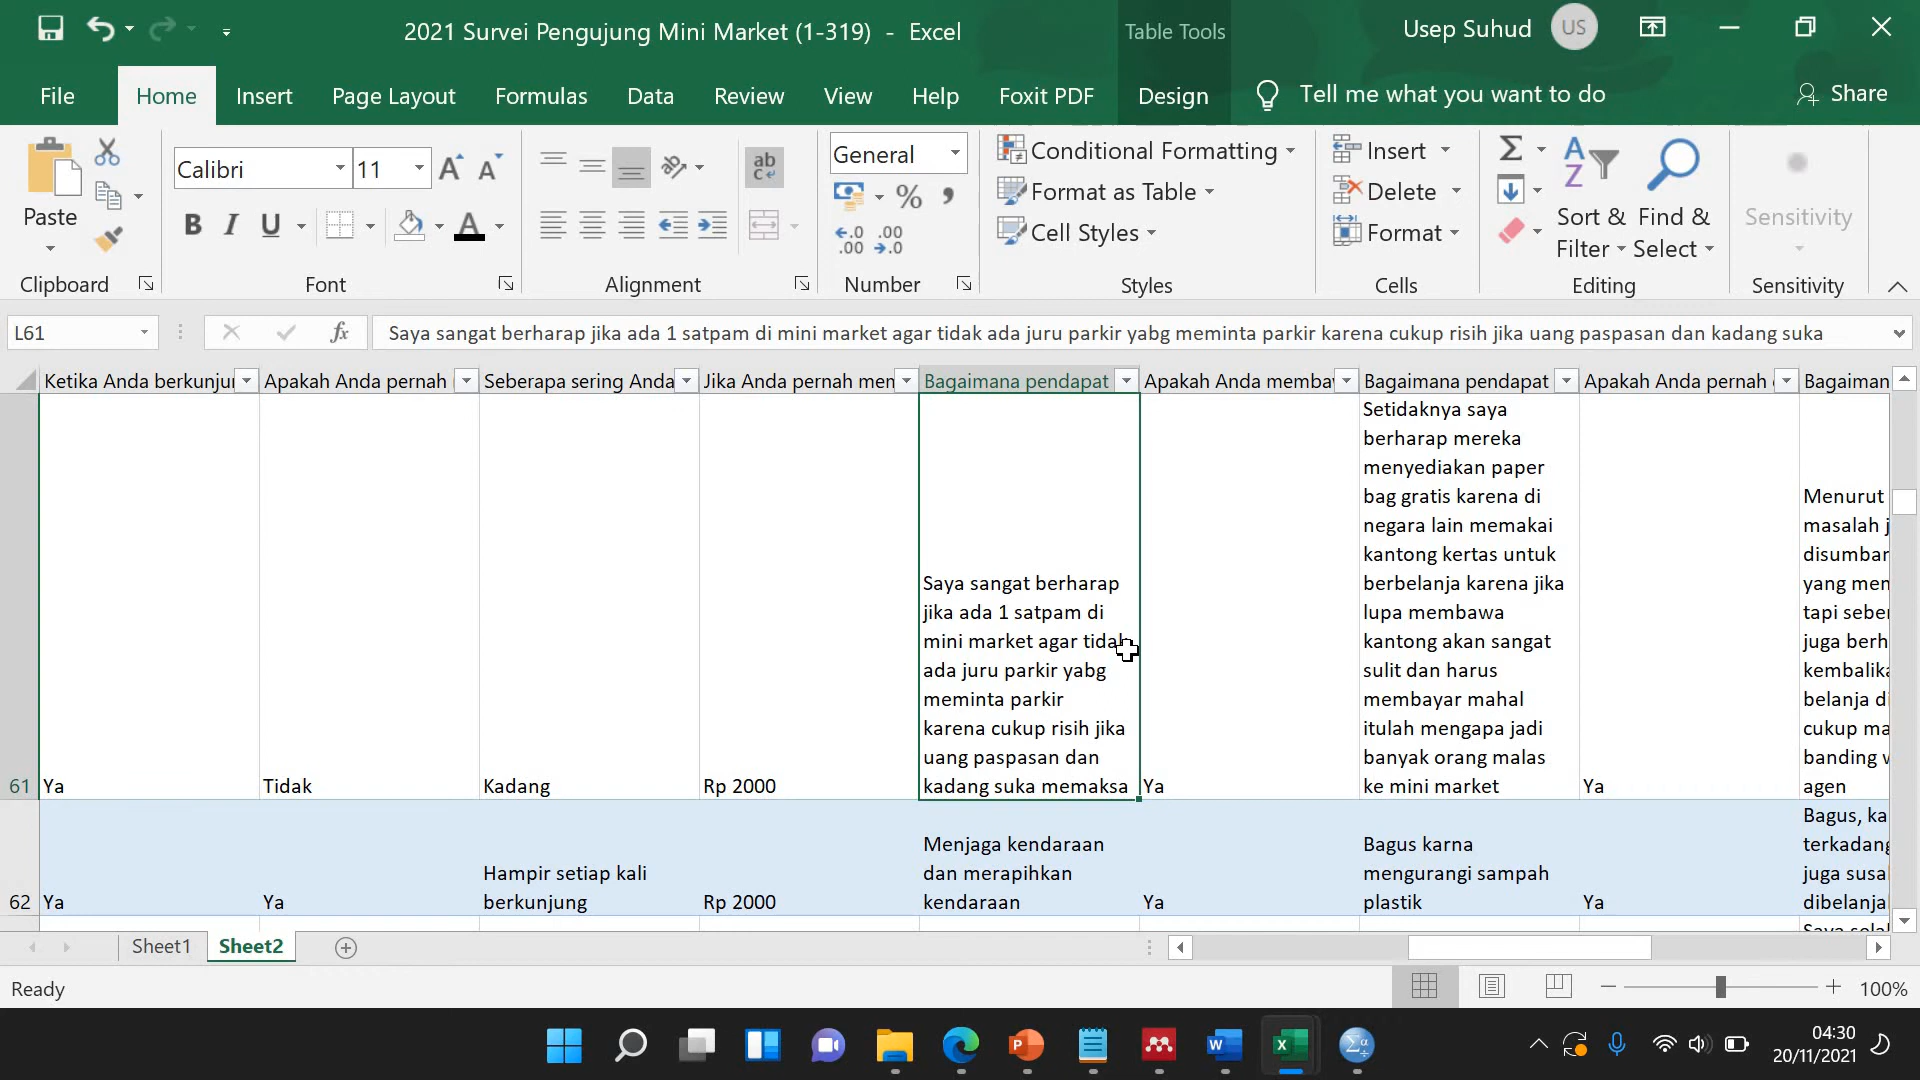 2021 Survei Pengujung Mini Market (1-319) - Excel
Table Tools
Usep Suhud
US
File
Home
Insert
Page Layout
Formulas
Data
Review
View
Help
Foxit PDF
Design
Tell me what you want to do
Share
Paste
Calibri
11
General
Conditional Formatting
Format as Table
Cell Styles
Insert
Delete
Format
Sort & Filter
Find & Select
Sensitivity
Clipboard
Font
Alignment
Number
Styles
Cells
Editing
Sensitivity
L61
Saya sangat berharap jika ada 1 satpam di mini market agar tidak ada juru parkir yabg meminta parkir karena cukup risih jika uang paspasan dan kadang suka
Ketika Anda berkunju
Apakah Anda pernah
Seberapa sering Anda
Jika Anda pernah men
Bagaimana pendapat
Apakah Anda membaw
Bagaimana pendapat
Apakah Anda pernah
Bagaiman
61
Ya
Tidak
Kadang
Rp 2000
Saya sangat berharap
jika ada 1 satpam di
mini market agar tidak
ada juru parkir yabg
meminta parkir
karena cukup risih jika
uang paspasan dan
kadang suka memaksa
Ya
Setidaknya saya
berharap mereka
menyediakan paper
bag gratis karena di
negara lain memakai
kantong kertas untuk
berbelanja karena jika
lupa membawa
kantong akan sangat
sulit dan harus
membayar mahal
itulah mengapa jadi
banyak orang malas
ke mini market
Ya
Menurut
masalah j
disumban
yang men
tapi seber
juga berh
kembalika
belanja di
cukup ma
banding w
agen
62
Ya
Ya
Hampir setiap kali
berkunjung
Rp 2000
Menjaga kendaraan
dan merapihkan
kendaraan
Ya
Bagus karna
mengurangi sampah
plastik
Ya
Bagus, ka
terkadang
juga susa
dibelanja
Sheet1
Sheet2
Ready
100%
04:30
20/11/2021